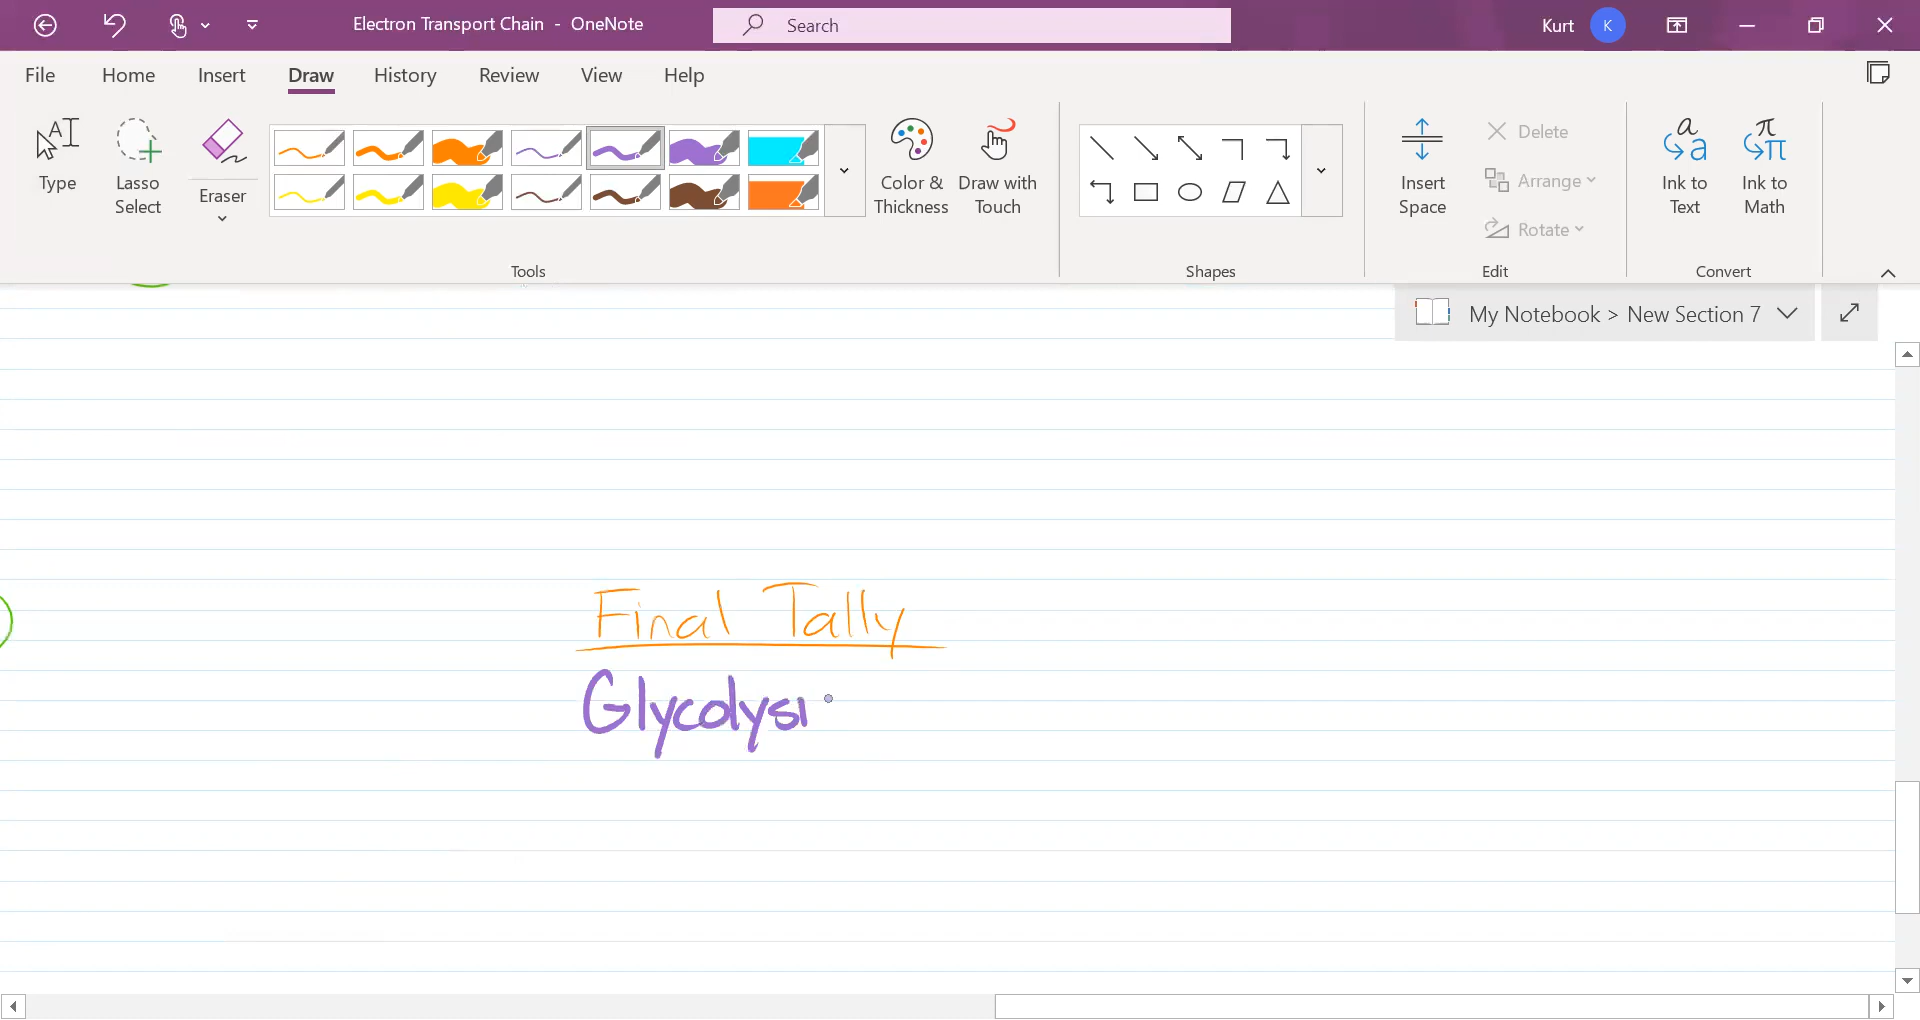 Electron Transport Chain - OneNote
Search
Kurt
K
File Home Insert Draw History Review View Help
Type
Lasso Select
Eraser
Color & Thickness
Draw with Touch
Tools
Shapes
Insert Space
Delete
Arrange
Rotate
Edit
a
a
Ink to Text
π
π
Ink to Math
Convert
My Notebook > New Section 7
Final Tally
Glycolysi